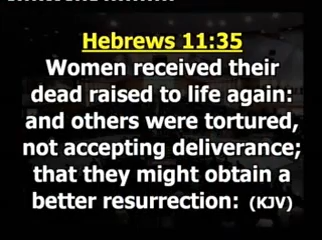 Hebrews 11:35
Women received their
dead raised to life again:
and others were tortured,
not accepting deliverance;
that they might obtain a
better resurrection: (KJV)